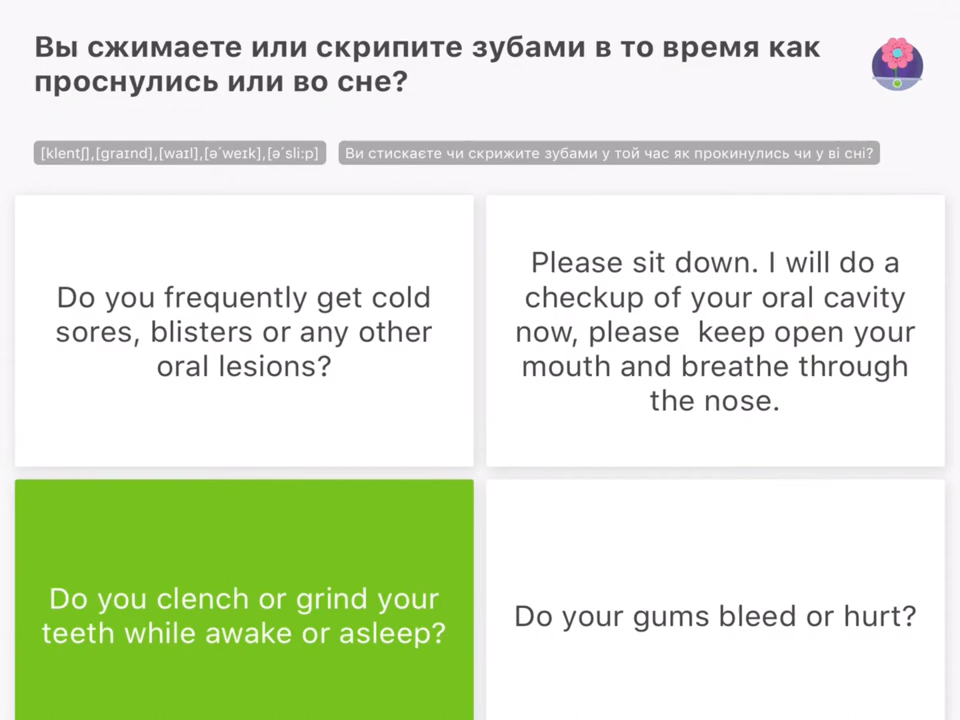 Вы сжимаете или скрипите зубами в то время как
проснулись или во сне?
[klentʃ],[graɪnd],[waɪl],[ə´weɪk],[ə´sli:p]
Ви стискаєте чи скрижите зубами у той час як прокинулись чи у ві сні?
Do you frequently get cold
sores, blisters or any other
oral lesions?
Please sit down. I will do a
checkup of your oral cavity
now, please  keep open your
mouth and breathe through
the nose.
Do you clench or grind your
teeth while awake or asleep?
Do your gums bleed or hurt?